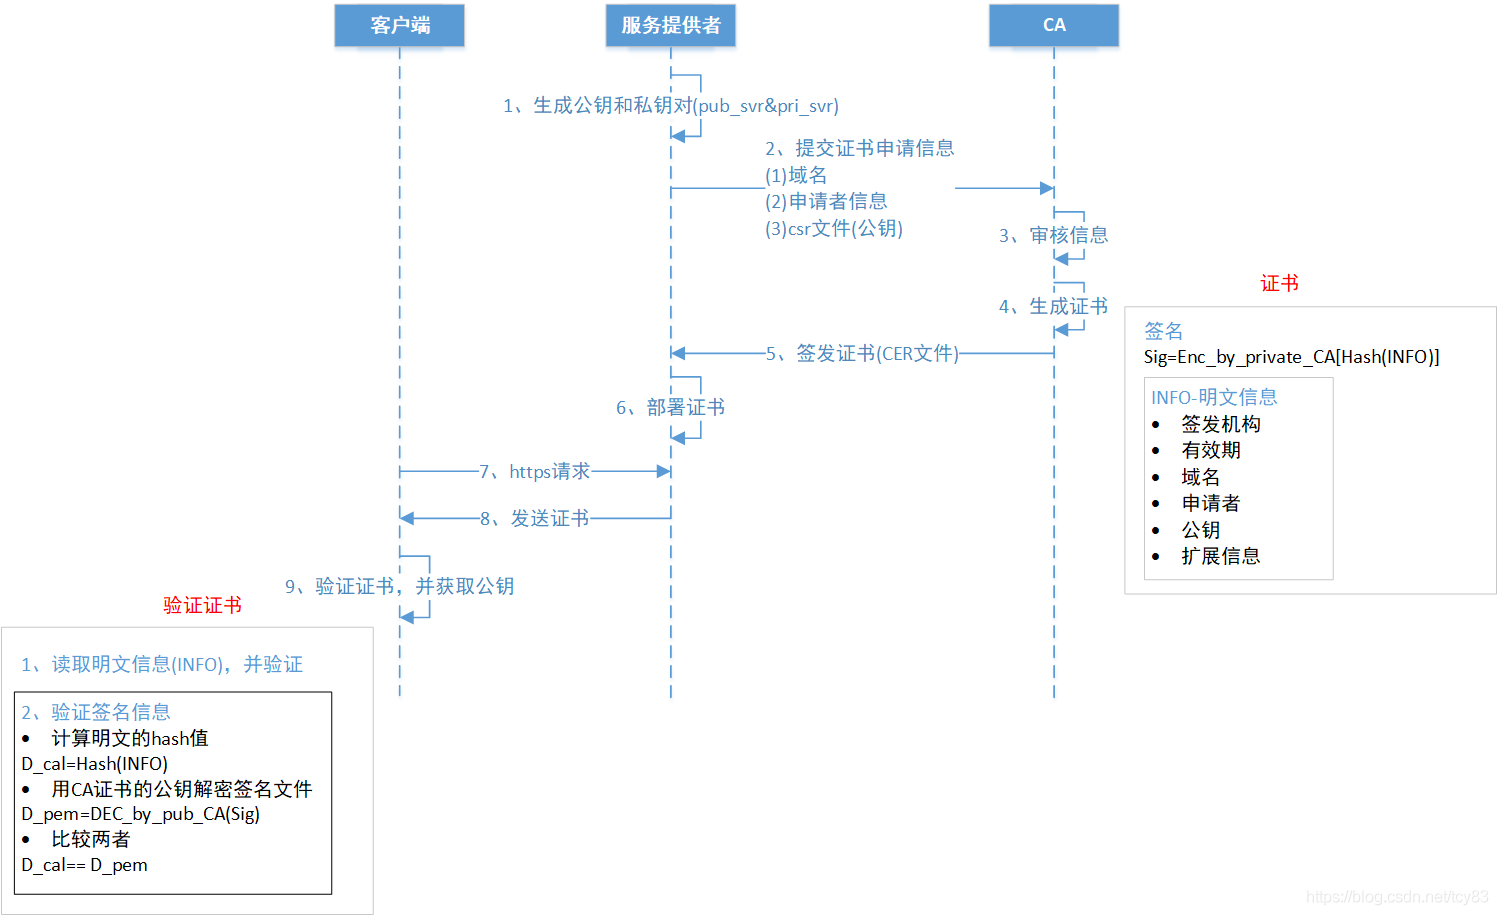 客户端
服务提供者
CA
1、生成公钥和私钥对(pub_svr&pri_svr)
2、提交证书申请信息
(1)域名
(2)申请者信息
(3)csr文件(公钥)
3、审核信息
4、生成证书
5、签发证书(CER文件)
6、部署证书
7、https请求
8、发送证书
9、验证证书，并获取公钥
证书
签名
Sig=Enc_by_private_CA[Hash(INFO)]
INFO-明文信息
• 签发机构
• 有效期
• 域名
• 申请者
• 公钥
• 扩展信息
验证证书
1、读取明文信息(INFO)，并验证
2、验证签名信息
• 计算明文的hash值
D_cal=Hash(INFO)
• 用CA证书的公钥解密签名文件
D_pem=DEC_by_pub_CA(Sig)
• 比较两者
D_cal== D_pem
https://blog.csdn.net/tcy83